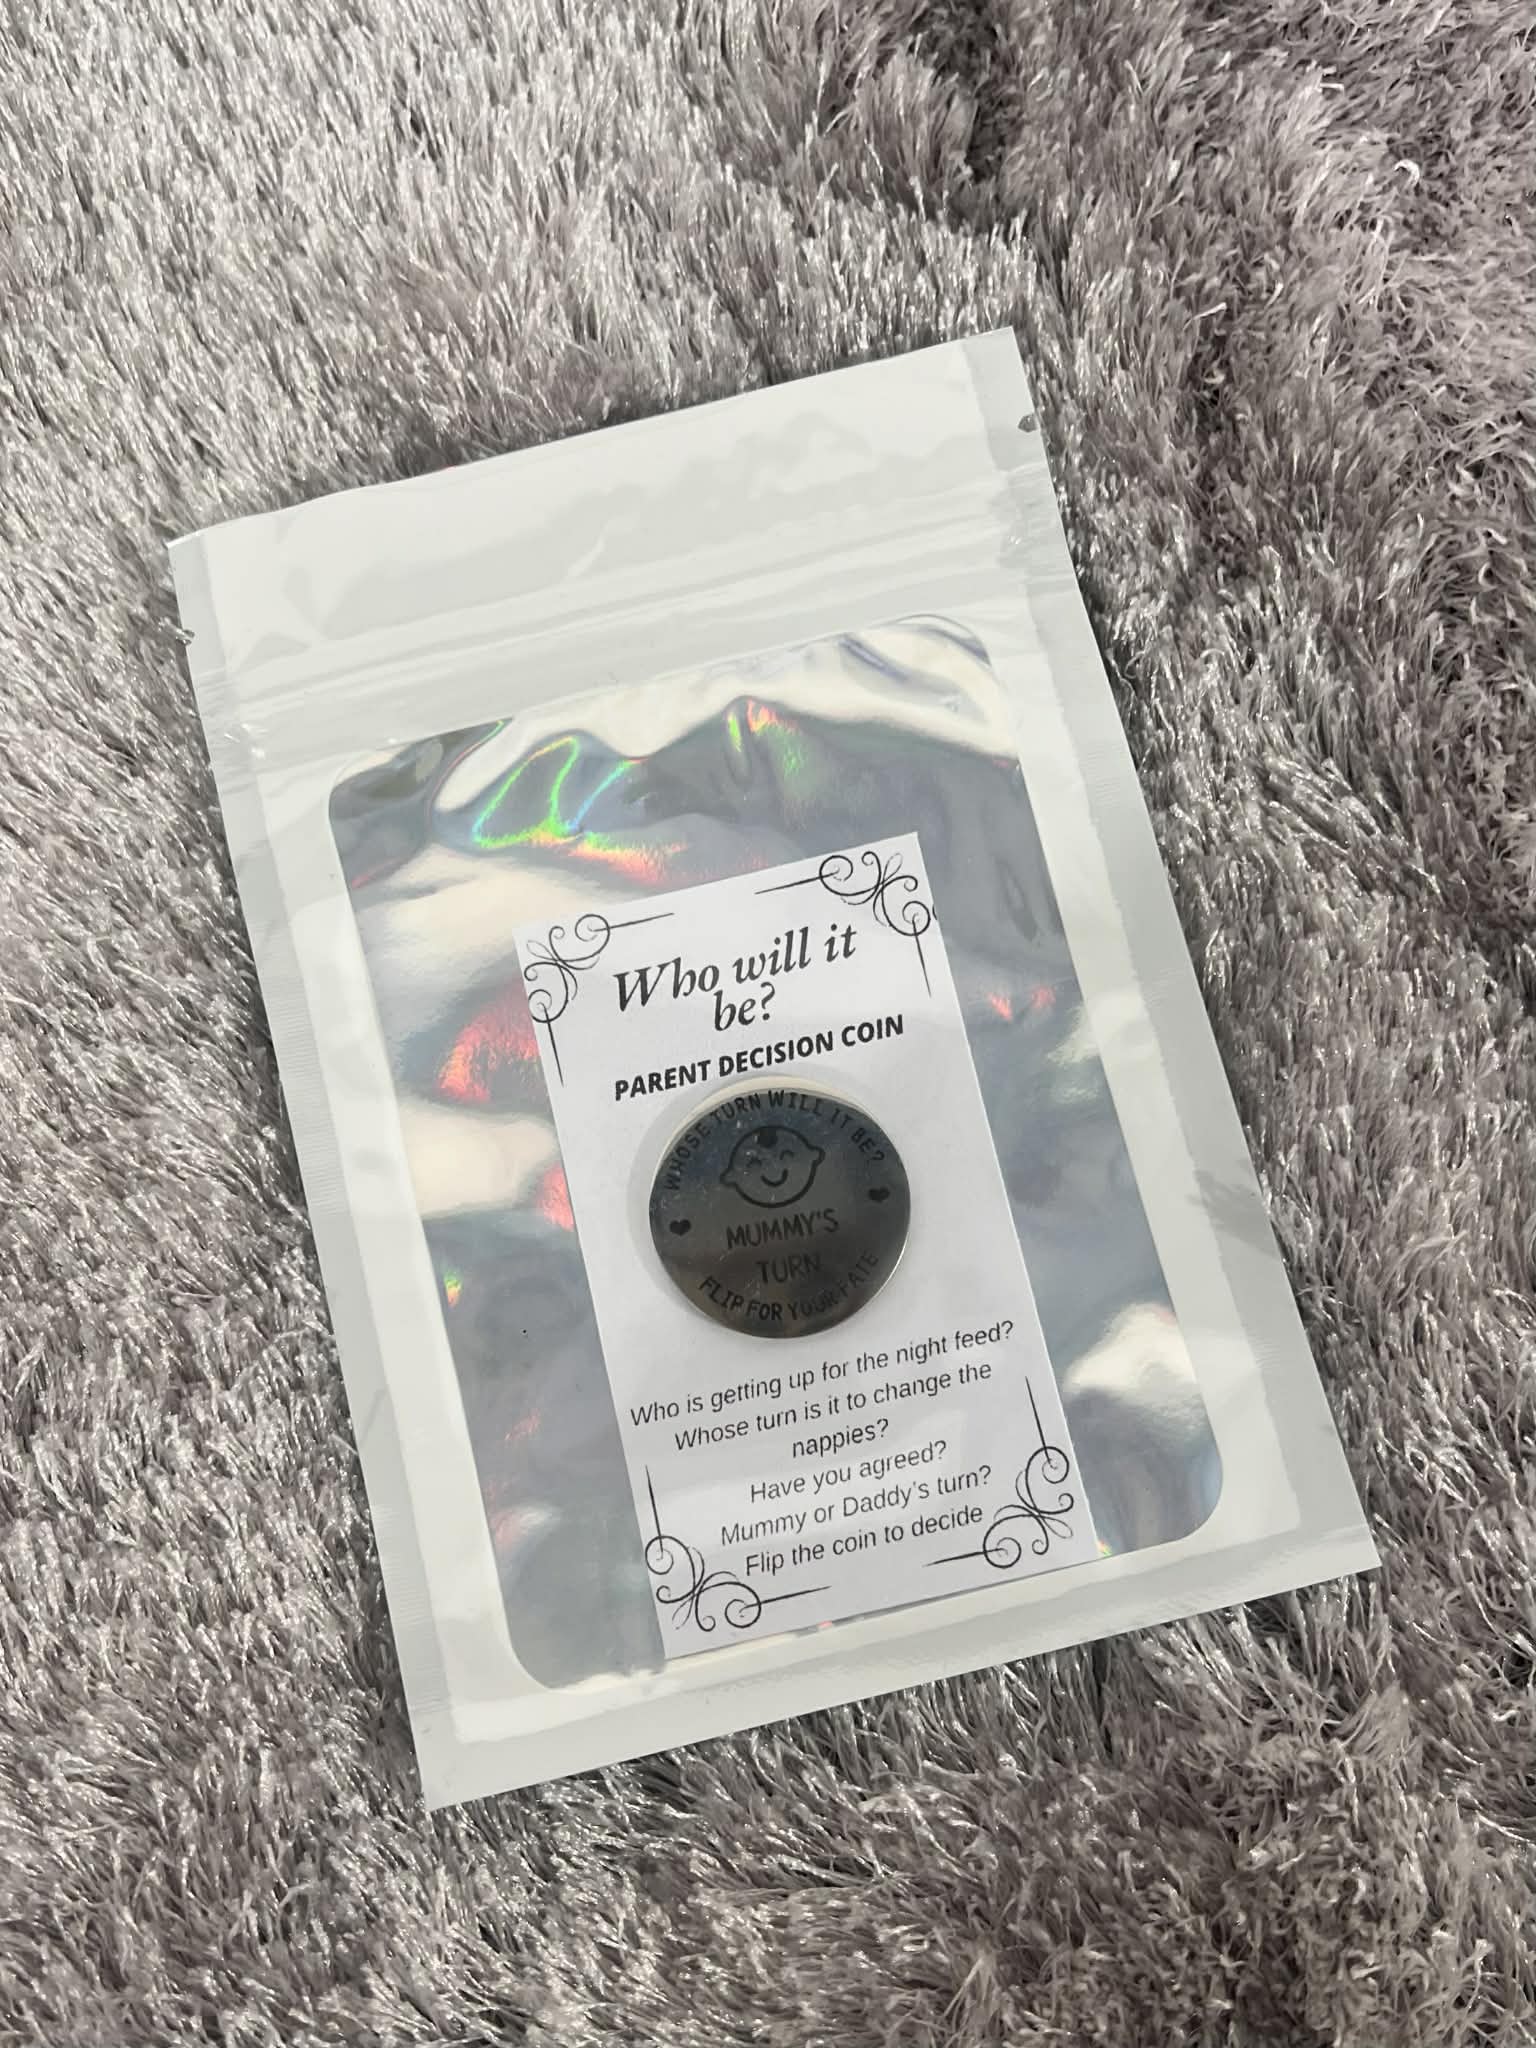 Who will it
be?
PARENT DECISION COIN
WHOSE TURN WILL IT BE?
MUMMY'S
TURN
FLIP FOR YOUR FATE
Who is getting up for the night feed?
Whose turn is it to change the
nappies?
Have you agreed?
Mummy or Daddy's turn?
Flip the coin to decide